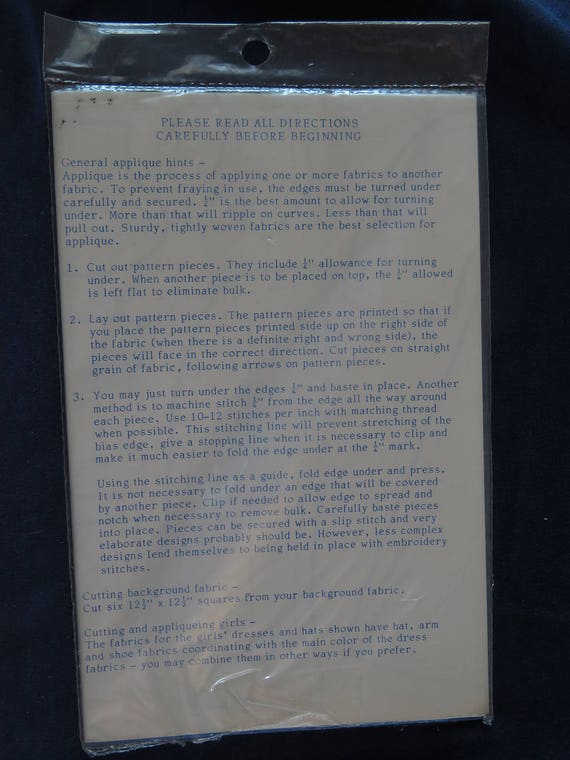 PLEASE READ ALL DIRECTIONS
CAREFULLY BEFORE BEGINNING
General applique hints –
Applique is the process of applying one or more fabrics to another
fabric. To prevent fraying in use, the edges must be turned under
carefully and secured. ¼" is the best amount to allow for turning
under. More than that will ripple on curves. Less than that will
pull out. Sturdy, tightly woven fabrics are the best selection for
applique.
1. Cut out pattern pieces. They include ¼" allowance for turning
under. When another piece is to be placed on top, the ¼" allowed
is left flat to eliminate bulk.
2. Lay out pattern pieces. The pattern pieces are printed so that if
you place the pattern pieces printed side up on the right side of
the fabric (when there is a definite right and wrong side), the
pieces will face in the correct direction. Cut pieces on straight
grain of fabric, following arrows on pattern pieces.
3. You may just turn under the edges ¼" and baste in place. Another
method is to machine stitch ¼" from the edge all the way around
each piece. Use 10-12 stitches per inch with matching thread
when possible. This stitching line will prevent stretching of the
bias edge, give a stopping line when it is necessary to clip and
make it much easier to fold the edge under at the ¼" mark.
Using the stitching line as a guide, fold edge under and press.
It is not necessary to fold under an edge that will be covered
by another piece. Clip if needed to allow edge to spread and
notch when necessary to remove bulk. Carefully baste pieces
into place. Pieces can be secured with a slip stitch and very
elaborate designs probably should be. However, less complex
designs lend themselves to being held in place with embroidery
stitches.
Cutting background fabric –
Cut six 12½" x 12½" squares from your background fabric.
Cutting and appliqueing girls –
The fabrics for the girls' dresses and hats shown have hat, arm
and shoe fabrics coordinating with the main color of the dress
fabrics – you may combine them in other ways if you prefer.